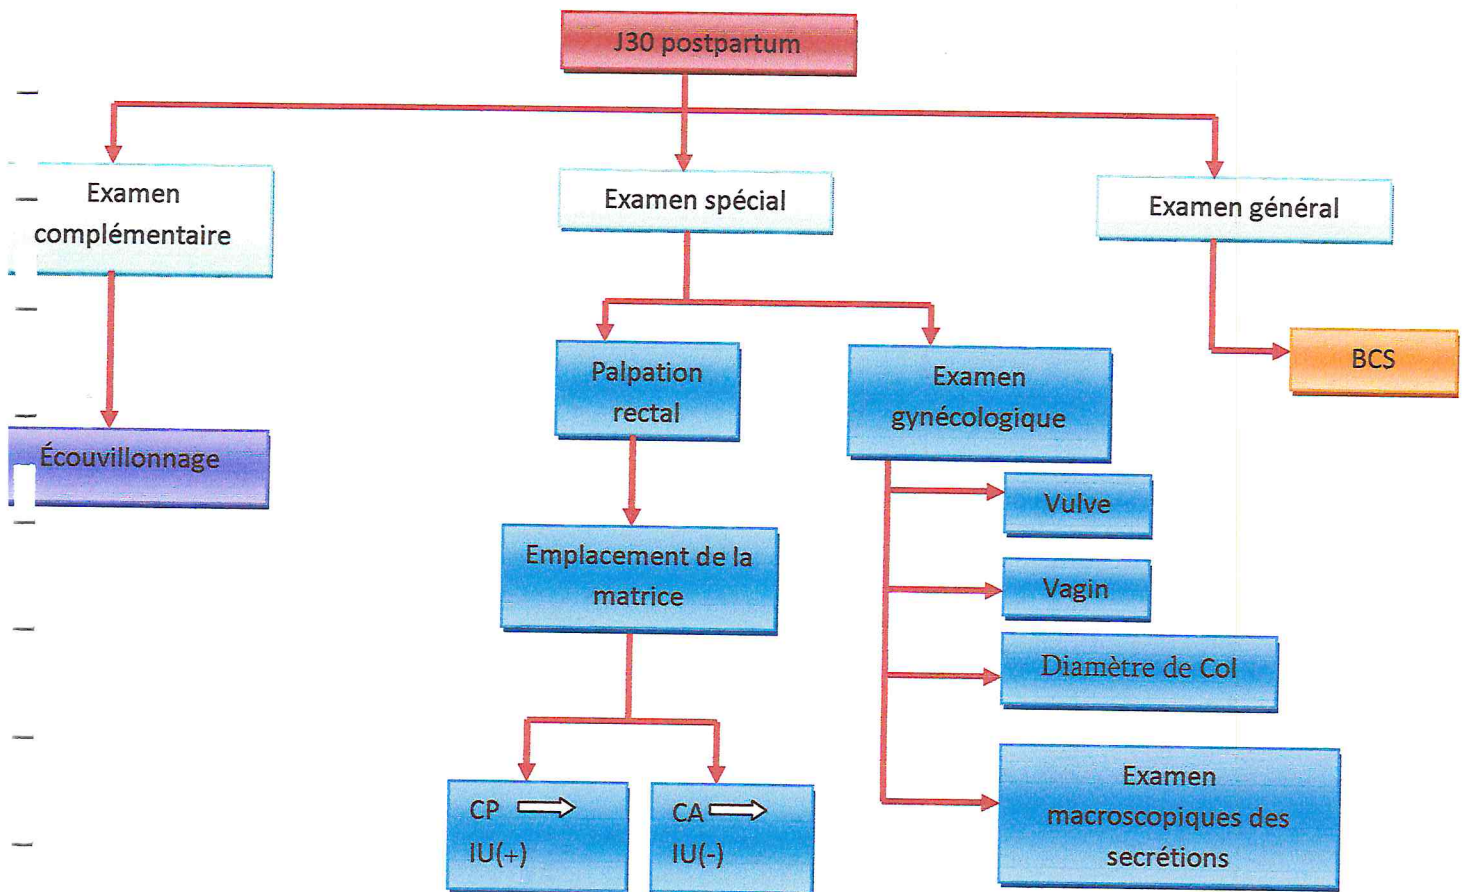 J30 postpartum
Examen
complémentaire
Examen spécial
Examen général
Écouvillonnage
Palpation
rectal
Examen
gynécologique
BCS
Emplacement de la
matrice
Vulve
Vagin
Diamètre de Col
Examen
macroscopiques des
secrétions
CP
IU(+)
CA
IU(-)